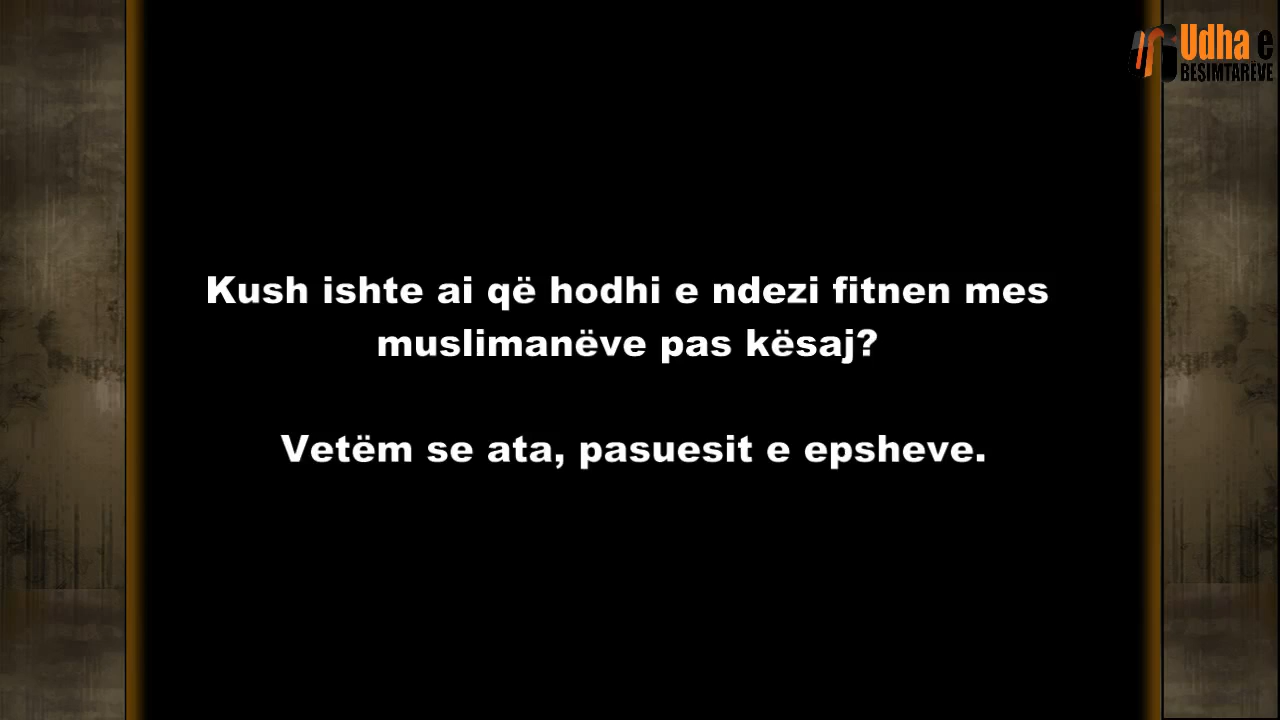 Udha e
BESIMTARËVE
Kush ishte ai që hodhi e ndezi fitnen mes
muslimanëve pas kësaj?
Vetëm se ata, pasuesit e epsheve.